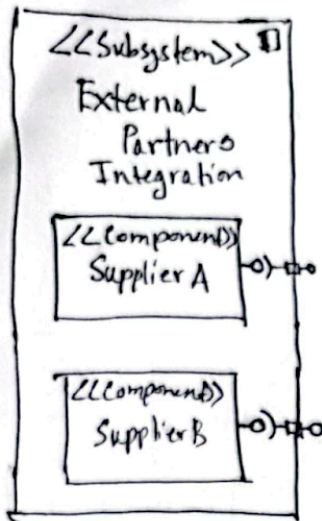 <<Subsystem>>
External
Partners
Integration
<<Component>>
Supplier A
<<Component>>
Supplier B